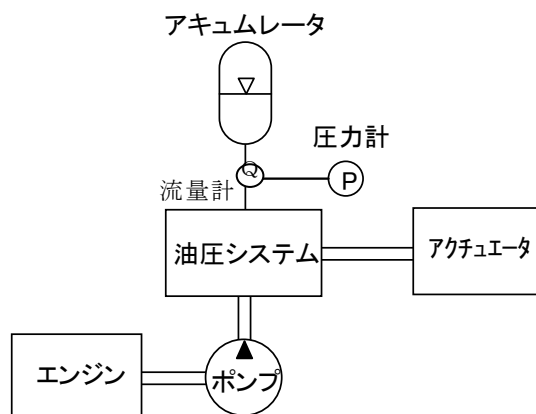 アキュムレータ
圧力計
Q
P
流量計
油圧システム
アクチュエータ
エンジン
ポンプ